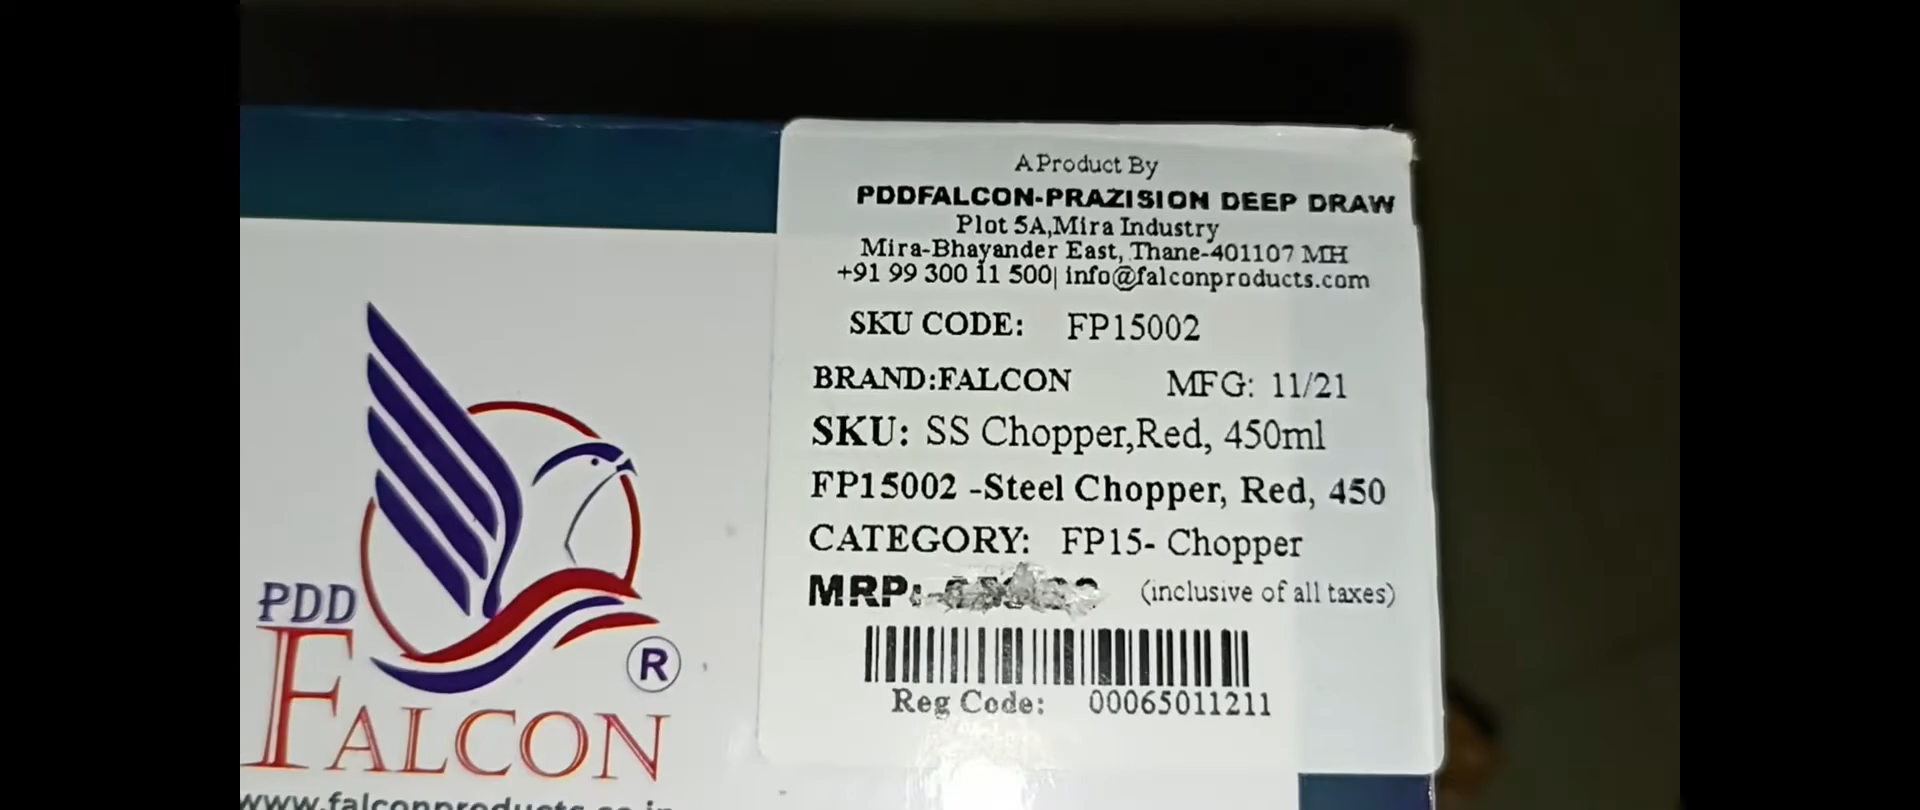 A Product By
PDDFALCON-PRAZISION DEEP DRAW
Plot 5A,Mira Industry
Mira-Bhayander East, Thane-401107 MH
+91 99 300 11 500| info@falconproducts.com
SKU CODE: FP15002
BRAND:FALCON MFG: 11/21
SKU: SS Chopper,Red, 450ml
FP15002 -Steel Chopper, Red, 450
CATEGORY: FP15- Chopper
MRP: (inclusive of all taxes)
Reg Code: 00065011211
PDD
FALCON
®